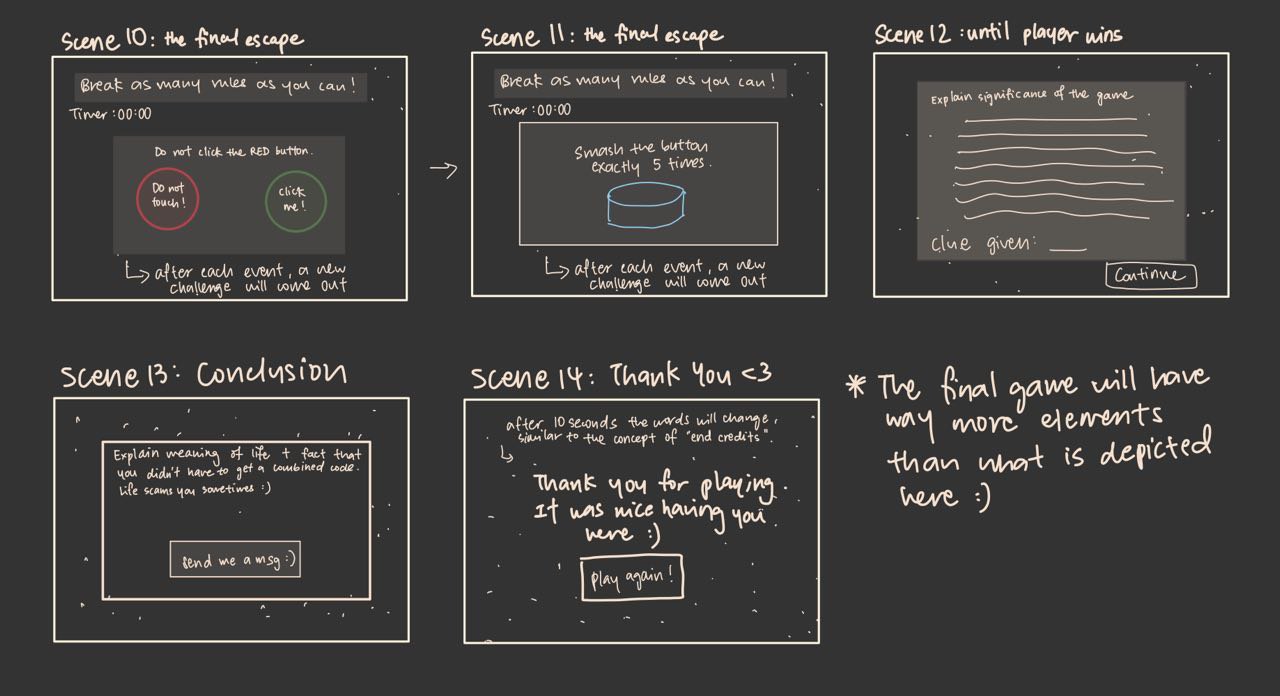 Scene 10: the final escape
Break as many rules as you can!
Timer :00:00
Do not click the RED button.
Do not
touch!
click
me!
after each event, a new
challenge will come out
Scene 11: the final escape
Break as many rules as you can!
Timer :00:00
Smash the button
exactly 5 times.
after each event, a new
challenge will come out
Scene 12 :until player wins
Explain significance of the game
Clue given: ___
Continue
Scene 13: Conclusion
Explain meaning of life + fact that
you didn't have to get a combined code.
Life scams you sometimes :)
Send me a msg :)
Scene 14: Thank You <3
after 10 seconds the words will change,
similar to the concept of "end credits".
Thank you for playing.
It was nice having you
here :)
play again!
* The final game will have
way more elements
than what is depicted
here :)